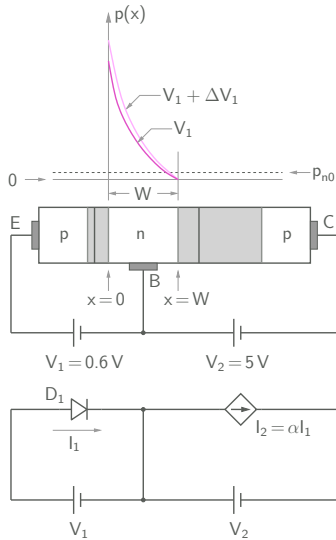 p(x)
V₁ + ΔV₁
V₁
0
W
pₙ₀
E
p
n
p
C
B
x = 0
x = W
V₁ = 0.6 V
V₂ = 5 V
D₁
I₁
I₂ = αI₁
V₁
V₂